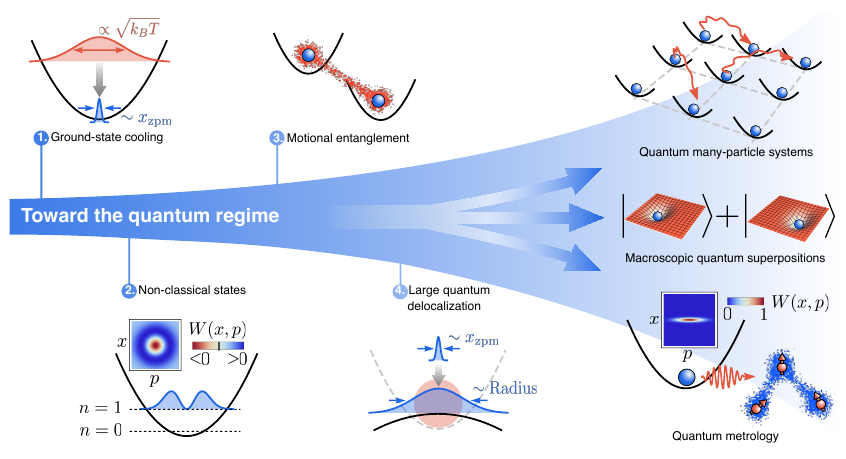 ∝ √k_BT
∼ x_zpm
1. Ground-state cooling
3. Motional entanglement
Quantum many-particle systems
Toward the quantum regime
| ⟩ + | ⟩
Macroscopic quantum superpositions
2. Non-classical states
4. Large quantum
delocalization
x
W(x, p)
<0 >0
p
n = 1
n = 0
∼ x_zpm
∼ Radius
x
W(x, p)
0 1
p
Quantum metrology